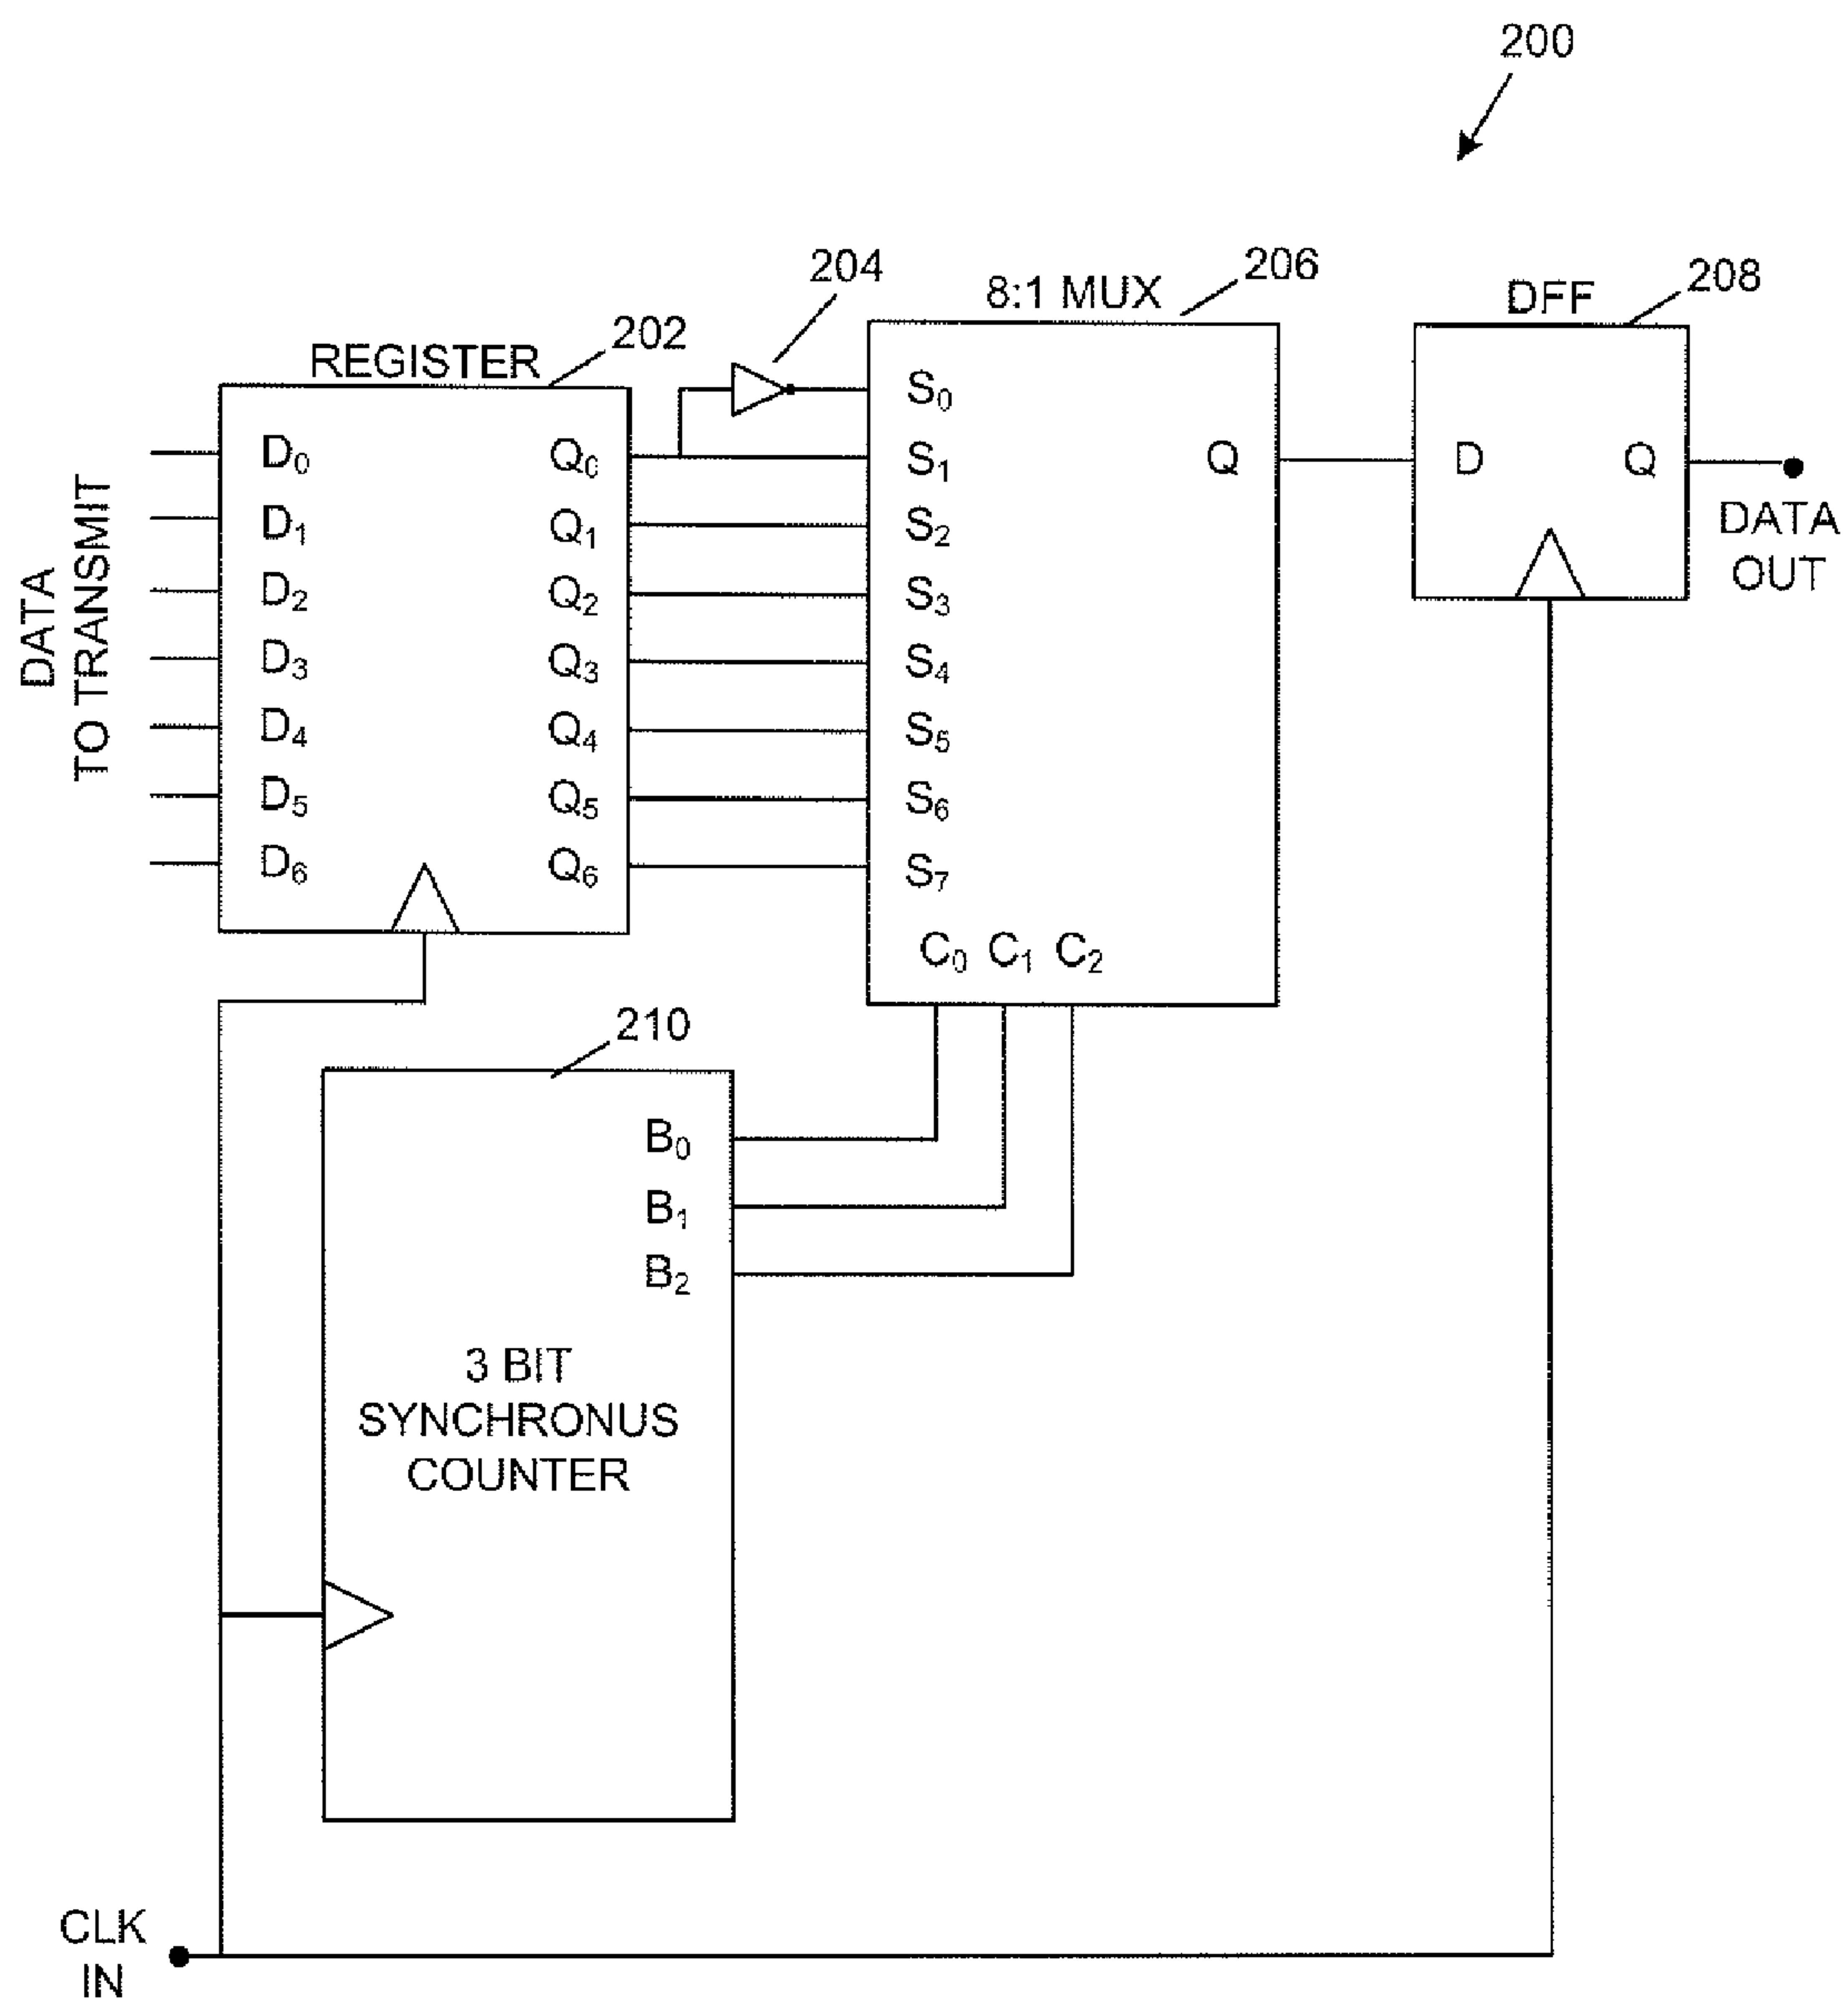 200
204
8:1 MUX
206
DFF
208
REGISTER
202
DATA
TO TRANSMIT
D₀
D₁
D₂
D₃
D₄
D₅
D₆
Q₀
Q₁
Q₂
Q₃
Q₄
Q₅
Q₆
S₀
S₁
S₂
S₃
S₄
S₅
S₆
S₇
Q
C₀ C₁ C₂
D
Q
DATA
OUT
210
B₀
B₁
B₂
3 BIT
SYNCHRONUS
COUNTER
CLK
IN